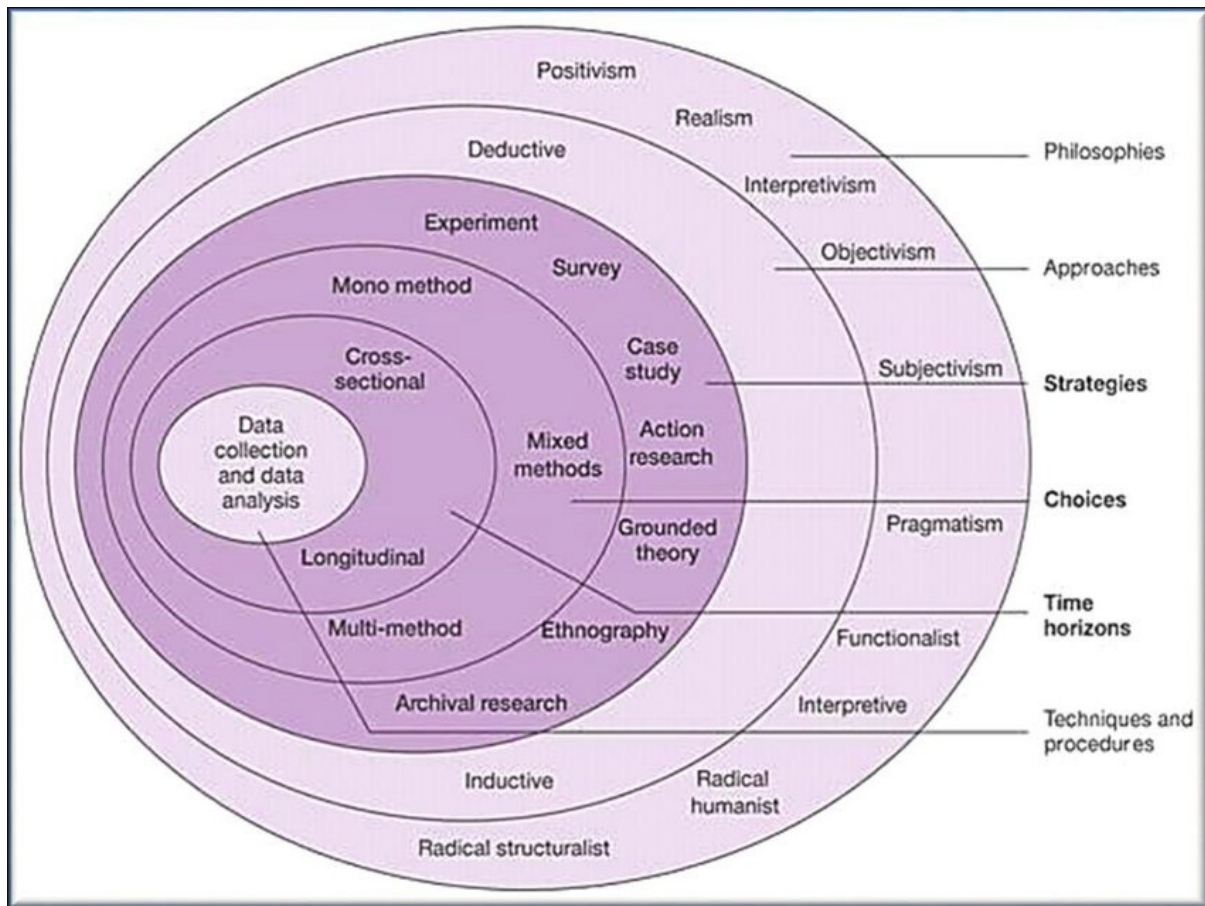 Positivism
Realism
Philosophies
Deductive
Interpretivism
Experiment
Objectivism
Survey
Approaches
Mono method
Case
study
Cross-
sectional
Subjectivism
Strategies
Data
collection
and data
analysis
Mixed
methods
Action
research
Choices
Pragmatism
Grounded
theory
Longitudinal
Time
horizons
Multi-method
Ethnography
Functionalist
Archival research
Interpretive
Techniques and
procedures
Inductive
Radical
humanist
Radical structuralist